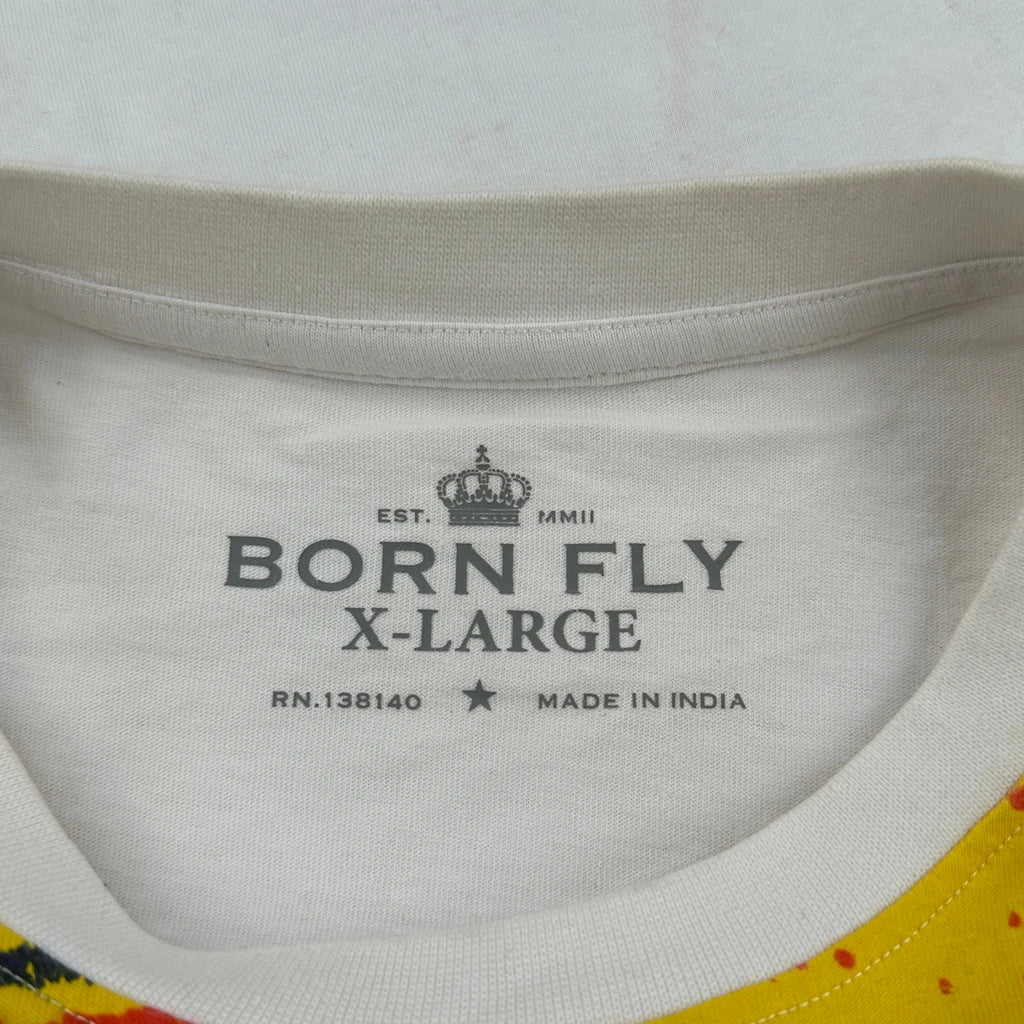 EST. MMII
BORN FLY
X-LARGE
RN.138140 ★ MADE IN INDIA